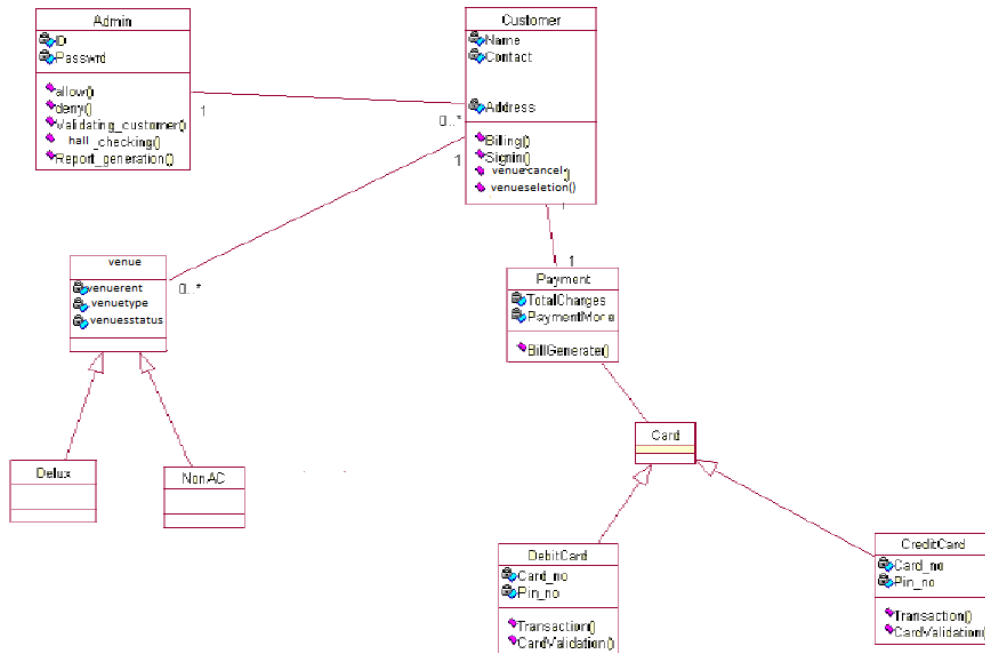 Admin
ID
Passwrd
allow()
deny()
Validating_customer()
hall_checking()
Report_generation()
1
Customer
Name
Contact
Address
Billing()
Signin()
venuecancel()
venueseletion()
0..*
1
1
1
venue
venuerent
venuetype
venuesstatus
0..*
Payment
TotalCharges
PaymentMode
BillGenerater()
Delux
NonAC
Card
DebitCard
Card_no
Pin_no
Transaction()
CardValidation()
CreditCard
Card_no
Pin_no
Transaction()
CardValidation()